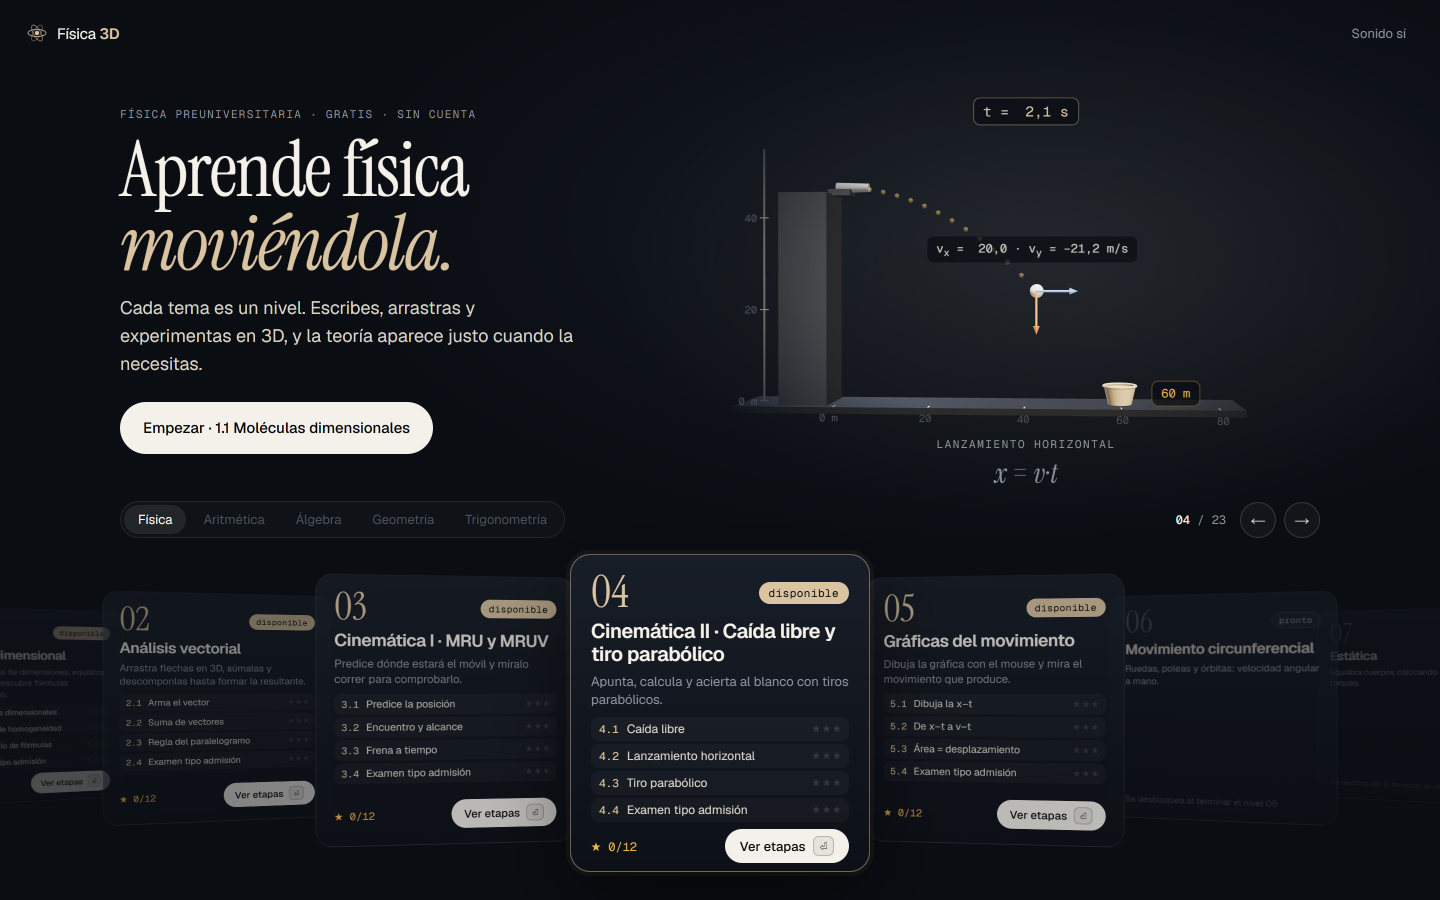 Física 3D
Sonido sí
FÍSICA PREUNIVERSITARIA · GRATIS · SIN CUENTA
Aprende física
moviéndola.
Cada tema es un nivel. Escribes, arrastras y
experimentas en 3D, y la teoría aparece justo cuando la
necesitas.
Empezar · 1.1 Moléculas dimensionales
t = 2,1 s
40
vx = 20,0 · vy = −21,2 m/s
20
60 m
0 m
0 m 20 40 60 80
LANZAMIENTO HORIZONTAL
x = v·t
Física Aritmética Álgebra Geometría Trigonometría
04 / 23 ← →
disponible
Ver etapas
02
disponible
Análisis vectorial
Arrastra flechas en 3D, súmalas y
descomponlas hasta formar la resultante.
2.1 Arma el vector ★★★
2.2 Suma de vectores ★★★
2.3 Regla del paralelogramo ★★★
2.4 Examen tipo admisión ★★★
★ 0/12
Ver etapas
03
disponible
Cinemática I · MRU y MRUV
Predice dónde estará el móvil y míralo
correr para comprobarlo.
3.1 Predice la posición ★★★
3.2 Encuentro y alcance ★★★
3.3 Frena a tiempo ★★★
3.4 Examen tipo admisión ★★★
★ 0/12
Ver etapas
04
disponible
Cinemática II · Caída libre y
tiro parabólico
Apunta, calcula y acierta al blanco con tiros
parabólicos.
4.1 Caída libre ★★★
4.2 Lanzamiento horizontal ★★★
4.3 Tiro parabólico ★★★
4.4 Examen tipo admisión ★★★
★ 0/12
Ver etapas
05
disponible
Gráficas del movimiento
Dibuja la gráfica con el mouse y mira el
movimiento que produce.
5.1 Dibuja la x–t ★★★
5.2 De x–t a v–t ★★★
5.3 Área = desplazamiento ★★★
5.4 Examen tipo admisión ★★★
★ 0/12
Ver etapas
06
pronto
Movimiento circunferencial
Ruedas, poleas y órbitas: velocidad angular
a mano.
Se desbloquea al terminar el nivel 05
07
Estática
Equilibra cuerpos colocando